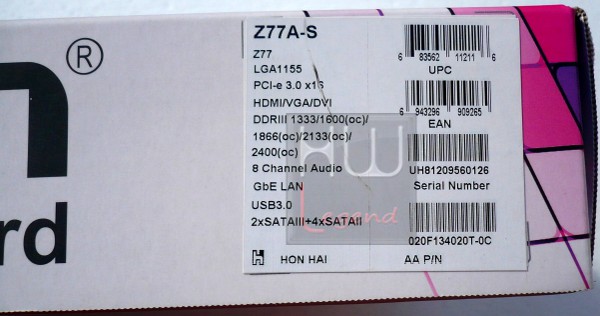 n®
rd
Z77A-S
Z77
LGA1155
PCI-e 3.0 x16
HDMI/VGA/DVI
DDRIII 1333/1600(oc)/
1866(oc)/2133(oc)/
2400(oc)
8 Channel Audio
GbE LAN
USB3.0
2xSATAIII+4xSATAII
HON HAI
6 83562 11211 6
UPC
6 943296 909265
EAN
UH81209560126
Serial Number
020F134020T-0C
AA P/N
HW
Legend